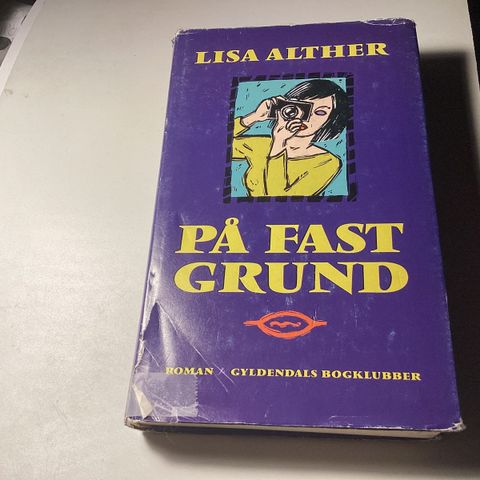 LISA ALTHER
PÅ FAST
GRUND
ROMAN / GYLDENDALS BOGKLUBBER